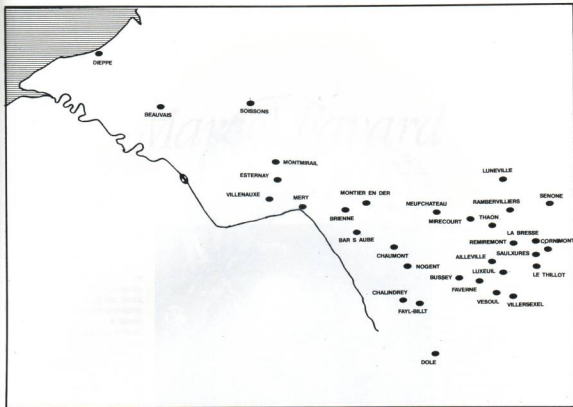 DIEPPE
BEAUVAIS
SOISSONS
MONTMIRAIL
ESTERNAY
VILLENAUXE
MERY
MONTIER EN DER
BRIENNE
BAR S AUBE
LUNEVILLE
NEUFCHATEAU
RAMBERVILLIERS
SENONE
MIRECOURT
THAON
LA BRESSE
REMIREMONT
CORNIMONT
CHAUMONT
AILLEVILLE
SAULXURES
NOGENT
LUXEUIL
LE THILLOT
BUSSEY
FAVERNE
CHALINDREY
VESOUL
VILLERSEXEL
FAYL-BILLT
DOLE